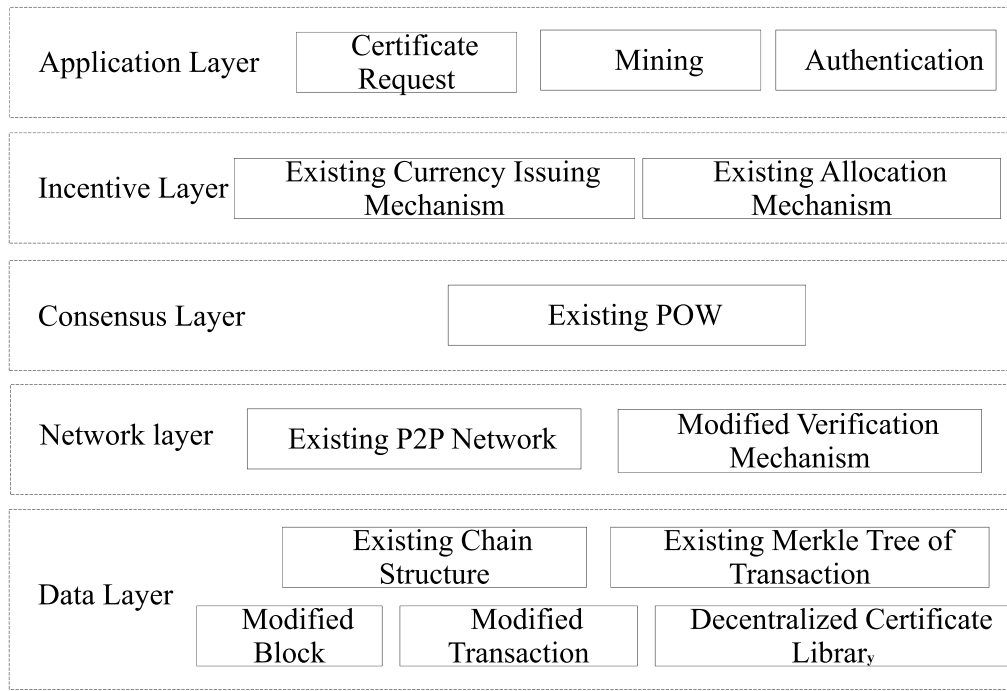 Application Layer
Certificate
Request
Mining
Authentication
Incentive Layer
Existing Currency Issuing
Mechanism
Existing Allocation
Mechanism
Consensus Layer
Existing POW
Network layer
Existing P2P Network
Modified Verification
Mechanism
Data Layer
Existing Chain
Structure
Existing Merkle Tree of
Transaction
Modified
Block
Modified
Transaction
Decentralized Certificate
Library